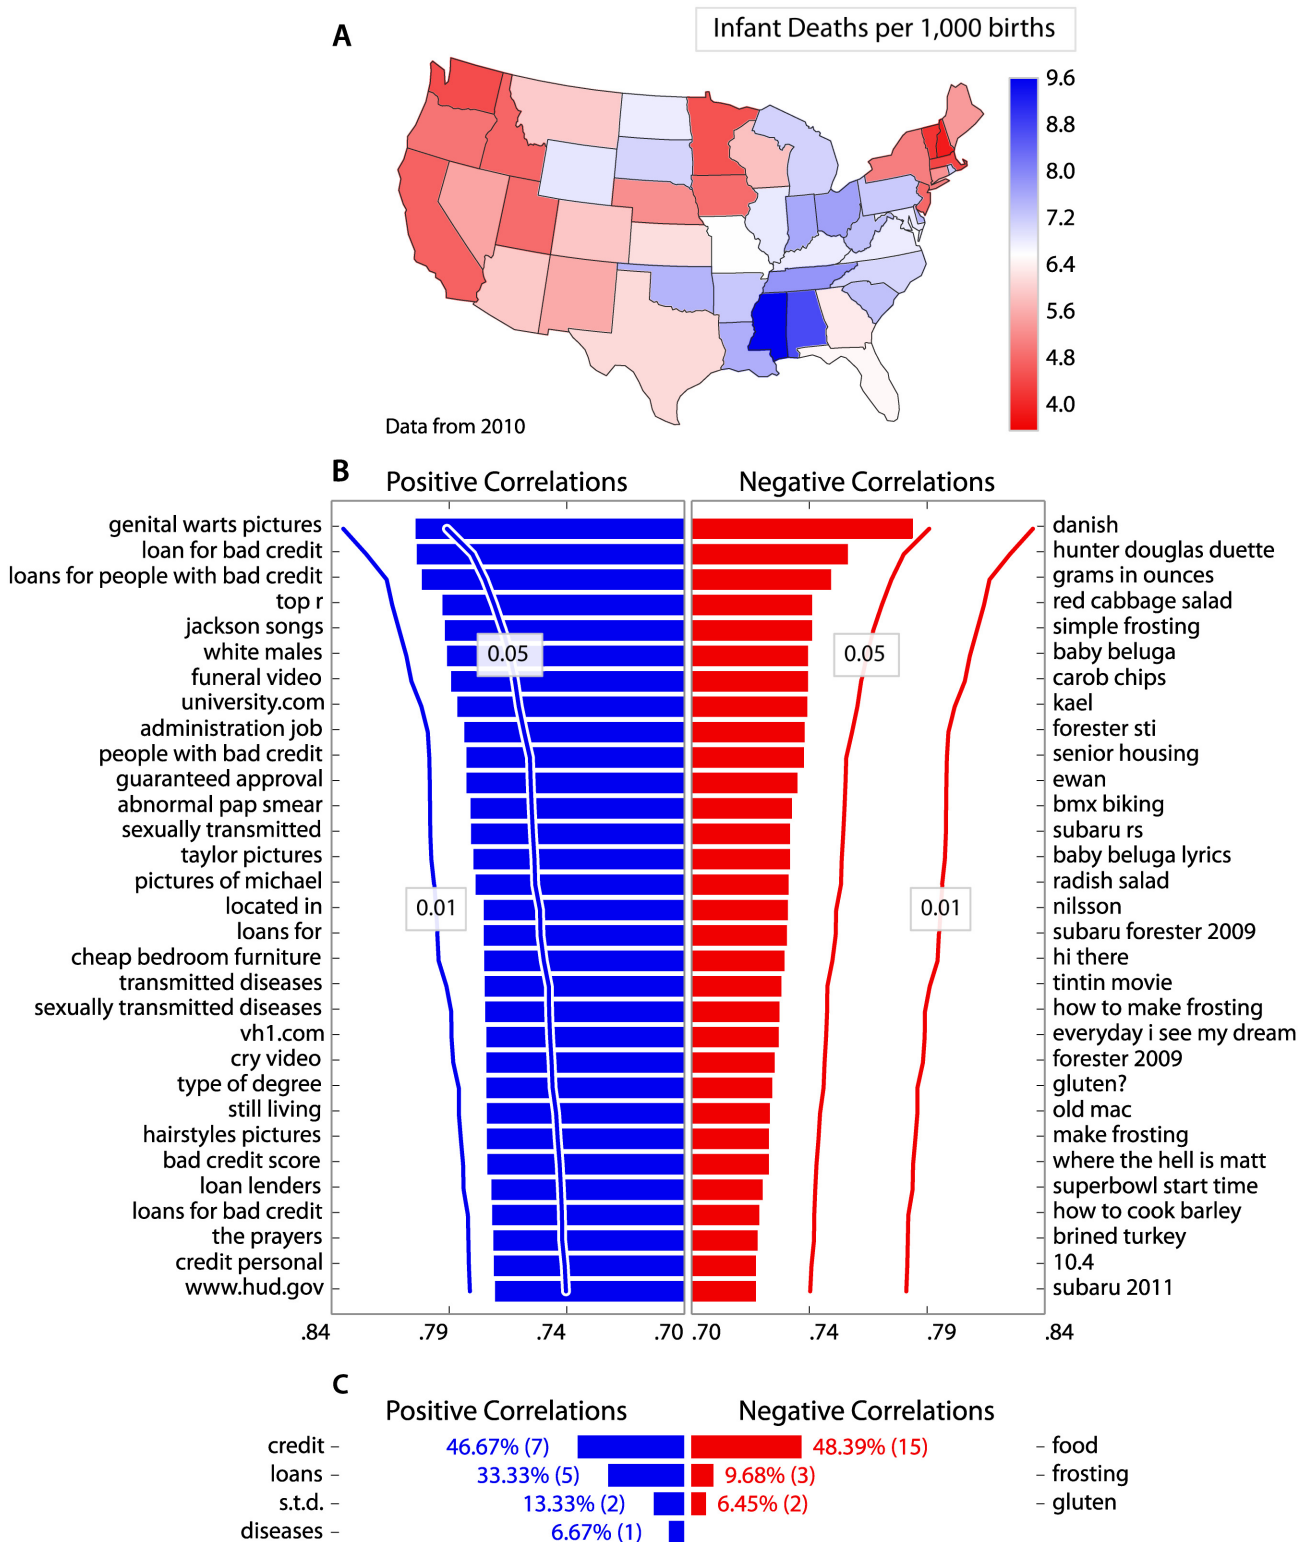 A
Infant Deaths per 1,000 births
9.6
8.8
8.0
7.2
6.4
5.6
4.8
4.0
Data from 2010
B
Positive Correlations
Negative Correlations
genital warts pictures
loan for bad credit
loans for people with bad credit
top r
jackson songs
white males
funeral video
university.com
administration job
people with bad credit
guaranteed approval
abnormal pap smear
sexually transmitted
taylor pictures
pictures of michael
located in
loans for
cheap bedroom furniture
transmitted diseases
sexually transmitted diseases
vh1.com
cry video
type of degree
still living
hairstyles pictures
bad credit score
loan lenders
loans for bad credit
the prayers
credit personal
www.hud.gov
0.05
0.01
0.05
0.01
danish
hunter douglas duette
grams in ounces
red cabbage salad
simple frosting
baby beluga
carob chips
kael
forester sti
senior housing
ewan
bmx biking
subaru rs
baby beluga lyrics
radish salad
nilsson
subaru forester 2009
hi there
tintin movie
how to make frosting
everyday i see my dream
forester 2009
gluten?
old mac
make frosting
where the hell is matt
superbowl start time
how to cook barley
brined turkey
10.4
subaru 2011
.84 .79 .74 .70 .70 .74 .79 .84
C
Positive Correlations
Negative Correlations
credit 46.67% (7)
loans 33.33% (5)
s.t.d. 13.33% (2)
diseases 6.67% (1)
48.39% (15) food
9.68% (3) frosting
6.45% (2) gluten